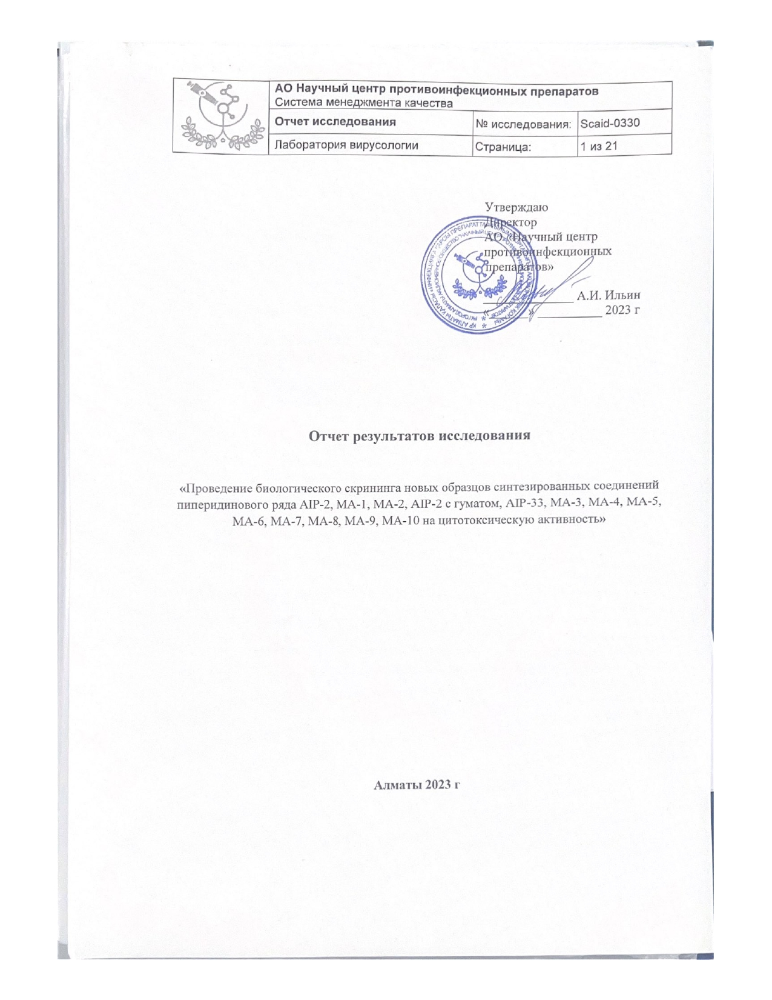 АО Научный центр противоинфекционных препаратов
Система менеджмента качества
Отчет исследования
№ исследования:
Scaid-0330
Лаборатория вирусологии
Страница:
1 из 21
Утверждаю
Директор
АО «Научный центр
противоинфекционных
препаратов»
А.И. Ильин
«______» __________ 2023 г
Отчет результатов исследования
«Проведение биологического скрининга новых образцов синтезированных соединений
пиперидинового ряда AIP-2, MA-1, MA-2, AIP-2 с гуматом, AIP-33, MA-3, MA-4, MA-5,
MA-6, MA-7, MA-8, MA-9, MA-10 на цитотоксическую активность»
Алматы 2023 г